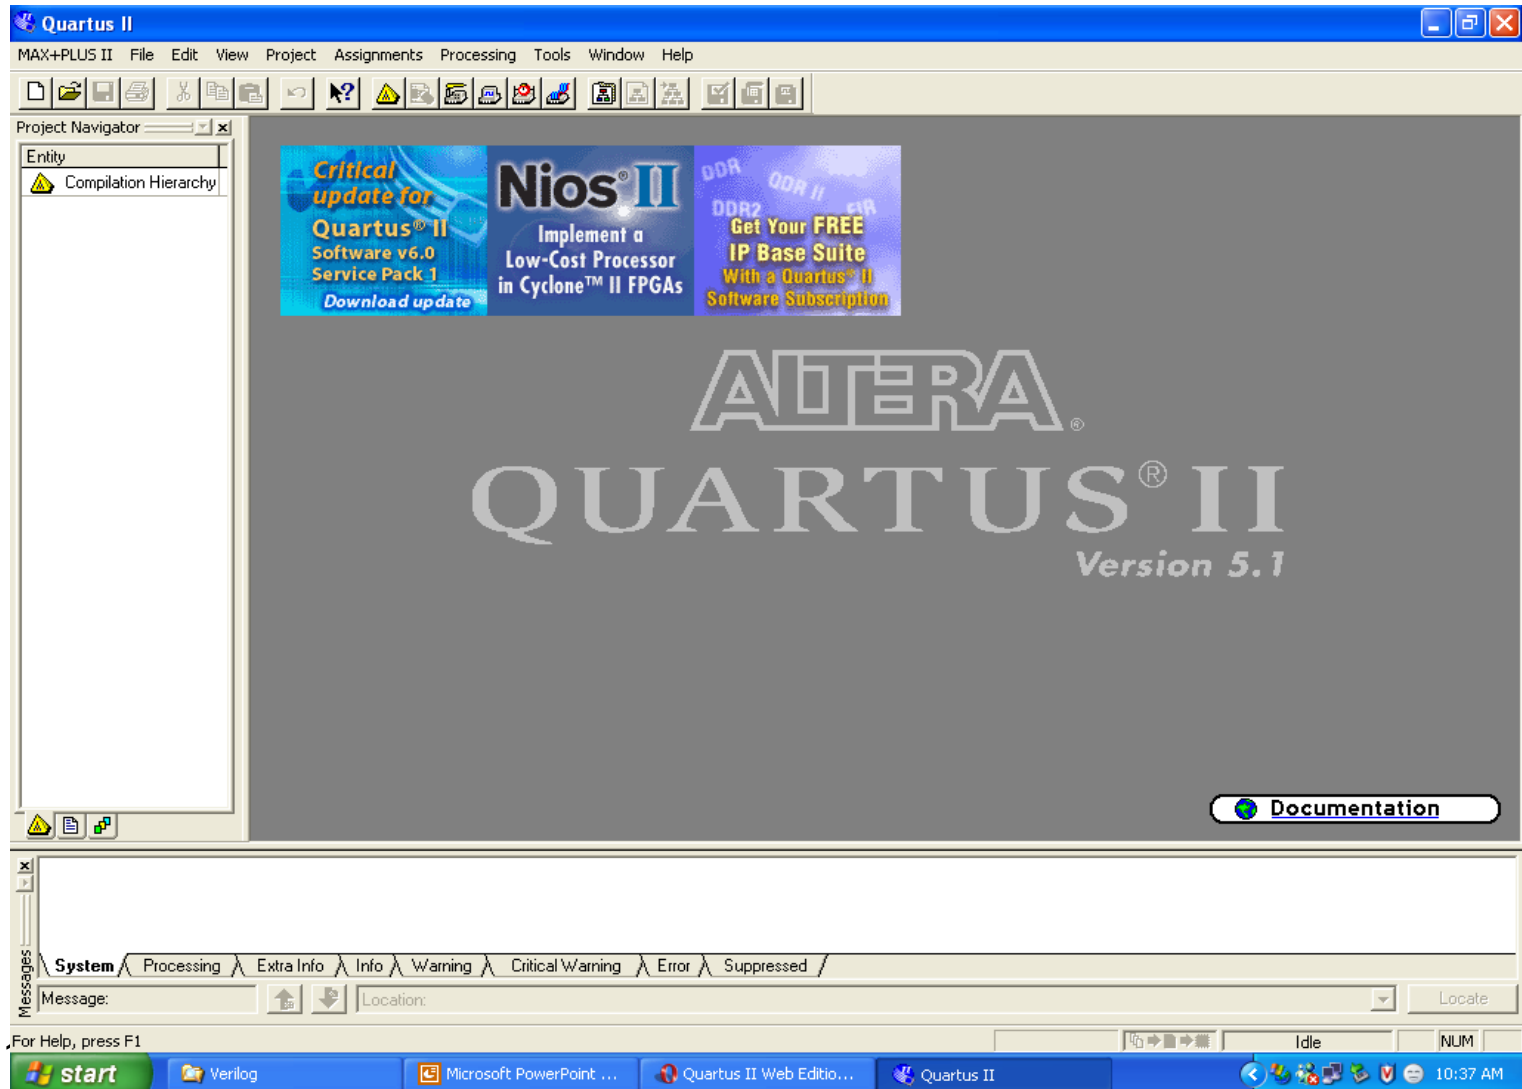 Quartus II
MAX+PLUS II File Edit View Project Assignments Processing Tools Window Help
Project Navigator
Entity
Compilation Hierarchy
Critical
update for
Quartus® II
Software v6.0
Service Pack 1
Download update
Nios® II
Implement a
Low-Cost Processor
in Cyclone™ II FPGAs
DDR
QDR II
DDR2
FIR
Get Your FREE
IP Base Suite
With a Quartus® II
Software Subscription
ALTERA®
QUARTUS® II
Version 5.1
Documentation
Messages
System Processing Extra Info Info Warning Critical Warning Error Suppressed
Message: Location: Locate
For Help, press F1 Idle NUM
start Verilog Microsoft PowerPoint ... Quartus II Web Editio... Quartus II 10:37 AM